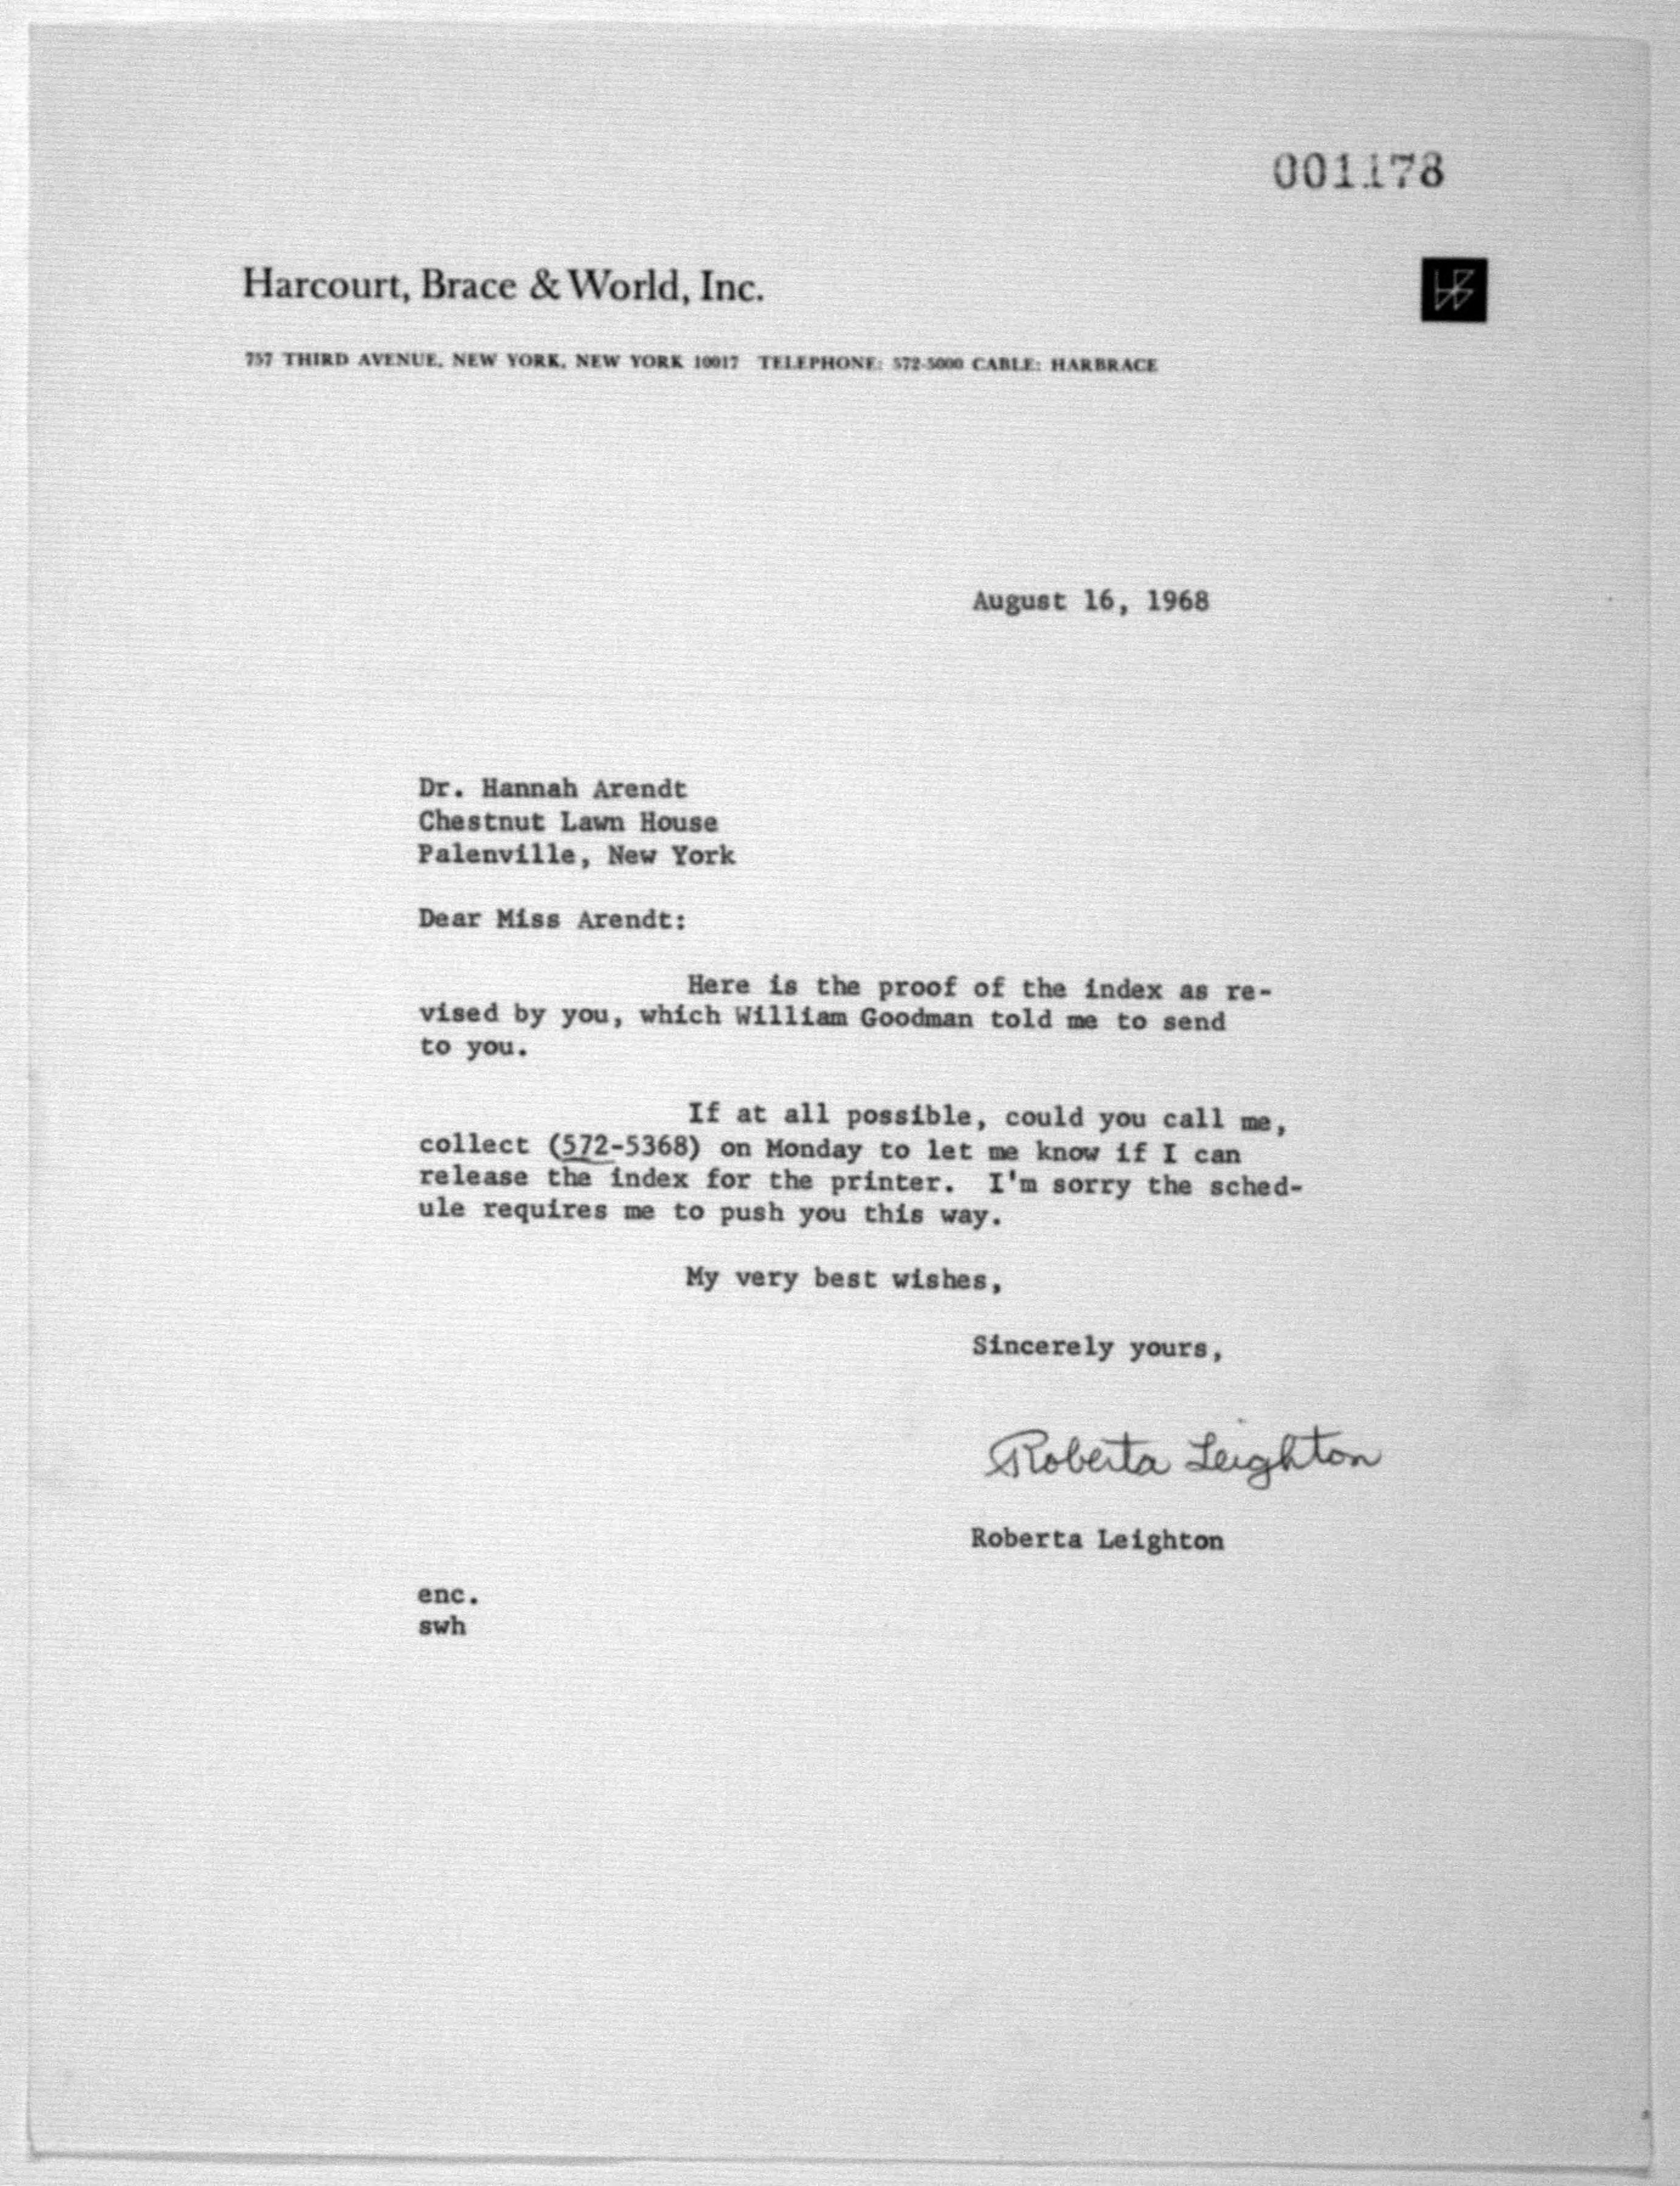 001178
Harcourt, Brace & World, Inc.
757 THIRD AVENUE, NEW YORK, NEW YORK 10017 TELEPHONE: 572-5000 CABLE: HARBRACE
August 16, 1968
Dr. Hannah Arendt
Chestnut Lawn House
Palenville, New York
Dear Miss Arendt:
Here is the proof of the index as re-
vised by you, which William Goodman told me to send
to you.
If at all possible, could you call me,
collect (572-5368) on Monday to let me know if I can
release the index for the printer. I'm sorry the sched-
ule requires me to push you this way.
My very best wishes,
Sincerely yours,
Roberta Leighton
Roberta Leighton
enc.
swh